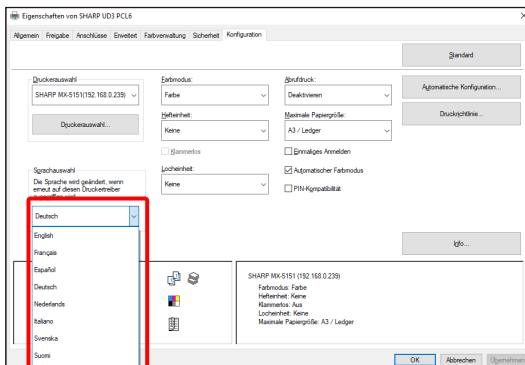 Eigenschaften von SHARP UD3 PCL6
Allgemein Freigabe Anschlüsse Erweitert Farbverwaltung Sicherheit Konfiguration
Standard
Druckerauswahl
SHARP MX-5151(192.168.0.239)
Druckerauswahl...
Farbmodus:
Farbe
Abrufdruck:
Deaktivieren
Automatische Konfiguration...
Hefteinheit:
Keine
Maximale Papiergröße:
A3 / Ledger
Druckrichtlinie...
Klammerlos
Einmaliges Anmelden
Sprachauswahl
Die Sprache wird geändert, wenn
erneut auf diesen Druckertreiber
Locheinheit:
Keine
Automatischer Farbmodus
PIN-Kompatibilität
Deutsch
English
Français
Español
Deutsch
Nederlands
Italiano
Svenska
Suomi
Info...
SHARP MX-5151 (192.168.0.239)
Farbmodus: Farbe
Hefteinheit: Keine
Klammerlos: Aus
Locheinheit: Keine
Maximale Papiergröße: A3 / Ledger
OK Abbrechen Übernehmen